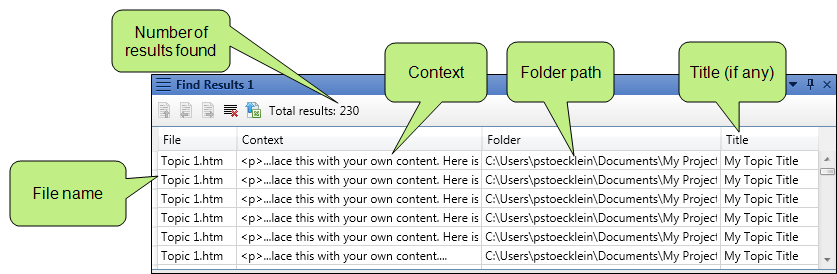 Number of
results found
Context
Folder path
Title (if any)
Find Results 1
Total results: 230
File Context Folder Title
Topic 1.htm <p>...lace this with your own content. Here is C:\Users\pstoecklein\Documents\My Project My Topic Title
Topic 1.htm <p>...lace this with your own content. Here is C:\Users\pstoecklein\Documents\My Project My Topic Title
Topic 1.htm <p>...lace this with your own content. Here is C:\Users\pstoecklein\Documents\My Project My Topic Title
Topic 1.htm <p>...lace this with your own content. Here is C:\Users\pstoecklein\Documents\My Project My Topic Title
Topic 1.htm <p>...lace this with your own content. Here is C:\Users\pstoecklein\Documents\My Project My Topic Title
Topic 1.htm <p>...lace this with your own content.... C:\Users\pstoecklein\Documents\My Project My Topic Title
File name